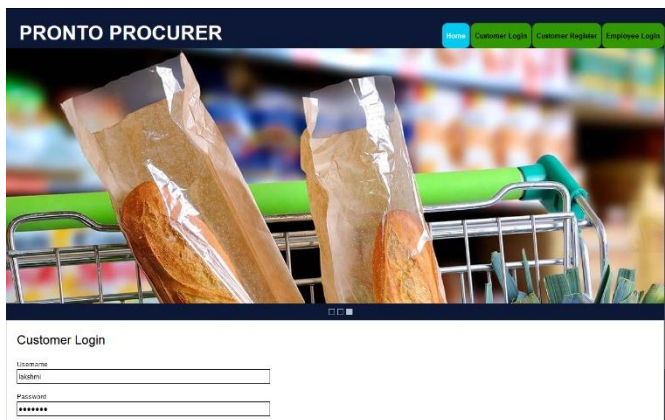 PRONTO PROCURER
Home Customer Login Customer Register Employee Login
Customer Login
Username
lakshmi
Password
•••••••